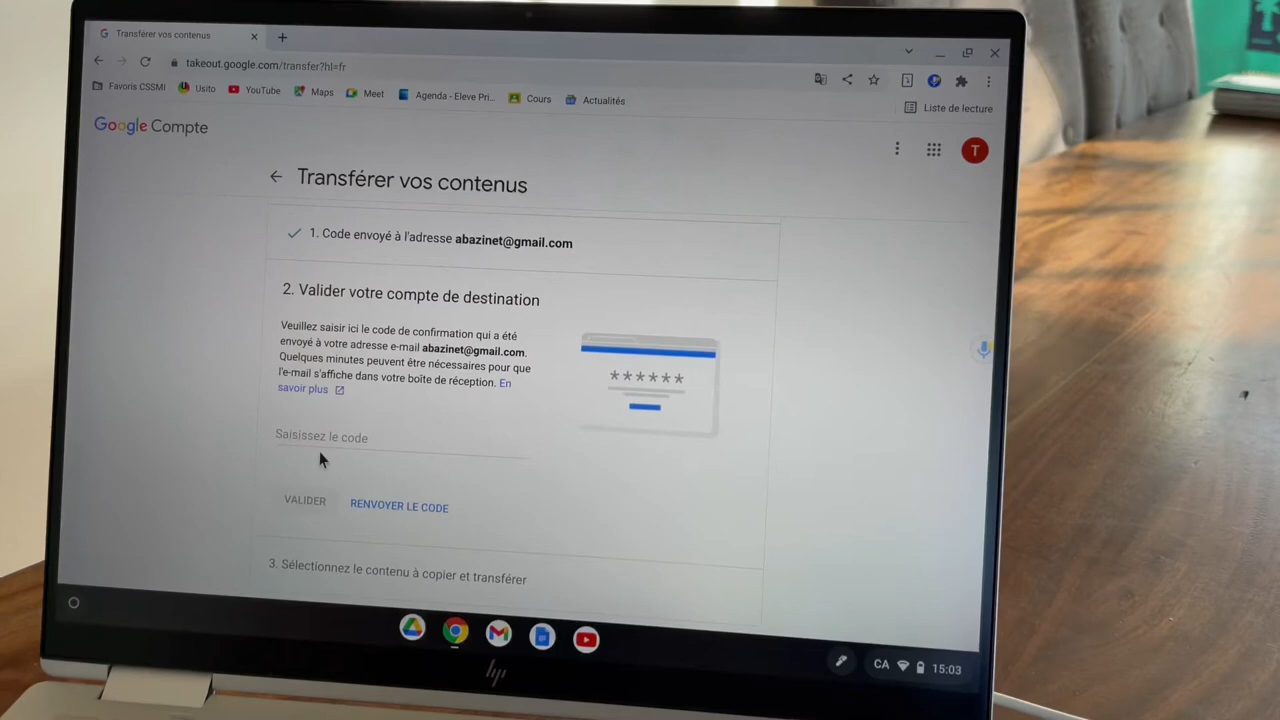 Transférer vos contenus
takeout.google.com/transfer?hl=fr
Favoris CSSMI Usito YouTube Maps Meet Agenda - Eleve Pri... Cours Actualités
Liste de lecture
Google Compte
T
Transférer vos contenus
1. Code envoyé à l'adresse abazinet@gmail.com
2. Valider votre compte de destination
Veuillez saisir ici le code de confirmation qui a été
envoyé à votre adresse e-mail abazinet@gmail.com.
Quelques minutes peuvent être nécessaires pour que
l'e-mail s'affiche dans votre boîte de réception. En
savoir plus
******
Saisissez le code
VALIDER RENVOYER LE CODE
3. Sélectionnez le contenu à copier et transférer
CA 15:03
hp